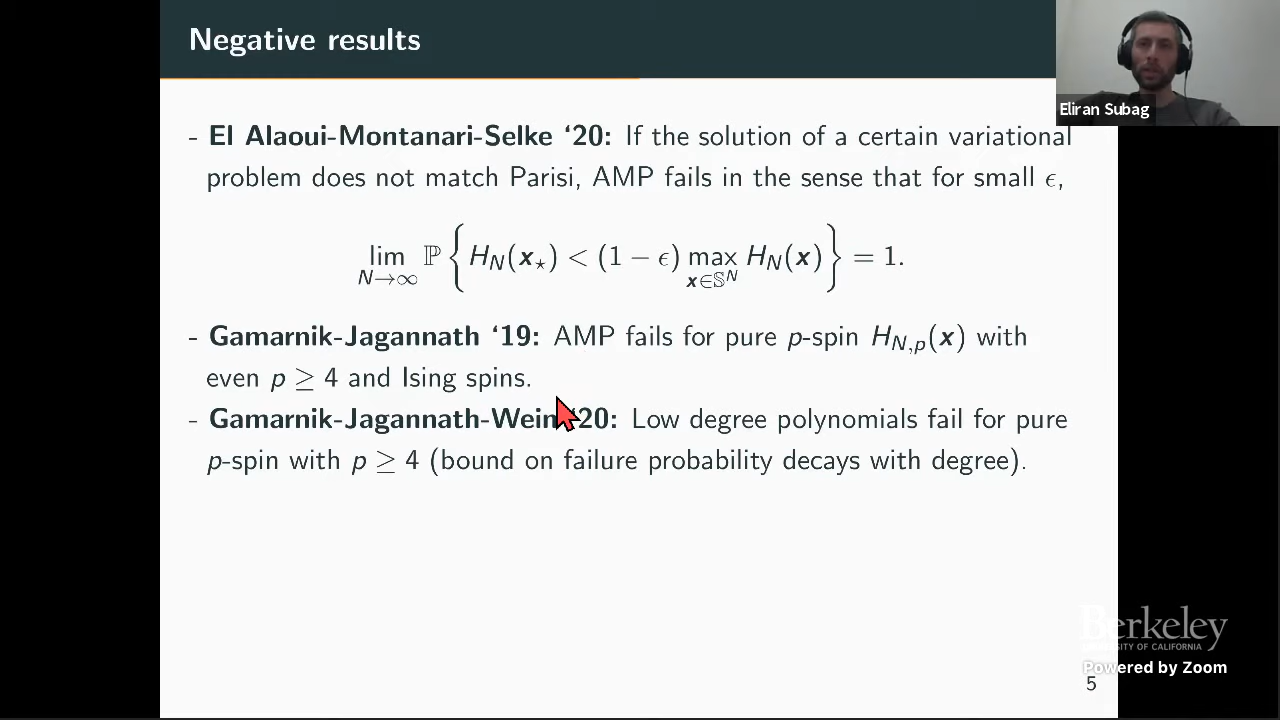 Negative results
Eliran Subag
- El Alaoui-Montanari-Selke ‘20: If the solution of a certain variational
problem does not match Parisi, AMP fails in the sense that for small ϵ,
lim_{N→∞} ℙ { H_N(x_⋆) < (1 − ϵ) max_{x∈𝕊^N} H_N(x) } = 1.
- Gamarnik-Jagannath ‘19: AMP fails for pure p-spin H_{N,p}(x) with
even p ≥ 4 and Ising spins.
- Gamarnik-Jagannath-Wein ‘20: Low degree polynomials fail for pure
p-spin with p ≥ 4 (bound on failure probability decays with degree).
Berkeley
UNIVERSITY OF CALIFORNIA
Powered by Zoom
5